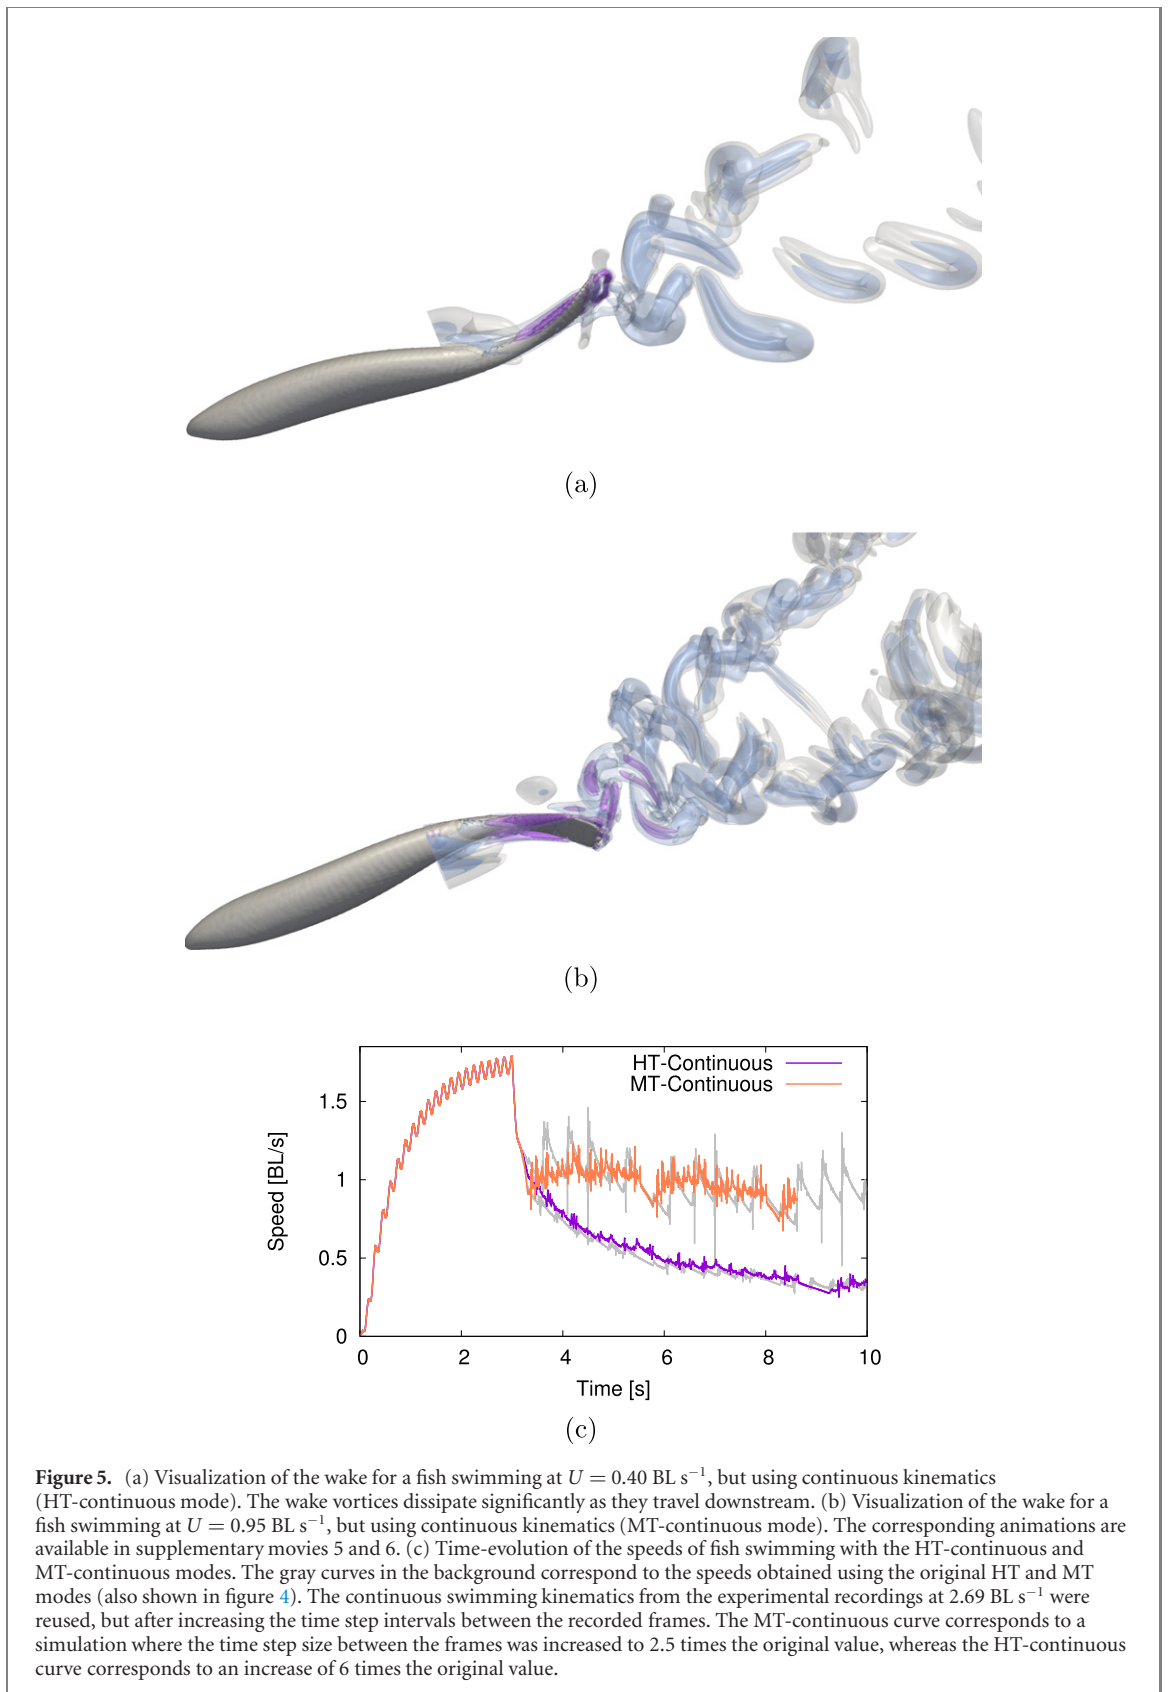 (a)
(b)
HT-Continuous
MT-Continuous
1.5
1
0.5
0
Speed [BL/s]
0 2 4 6 8 10
Time [s]
(c)
Figure 5. (a) Visualization of the wake for a fish swimming at U = 0.40 BL s⁻¹, but using continuous kinematics
(HT-continuous mode). The wake vortices dissipate significantly as they travel downstream. (b) Visualization of the wake for a
fish swimming at U = 0.95 BL s⁻¹, but using continuous kinematics (MT-continuous mode). The corresponding animations are
available in supplementary movies 5 and 6. (c) Time-evolution of the speeds of fish swimming with the HT-continuous and
MT-continuous modes. The gray curves in the background correspond to the speeds obtained using the original HT and MT
modes (also shown in figure 4). The continuous swimming kinematics from the experimental recordings at 2.69 BL s⁻¹ were
reused, but after increasing the time step intervals between the recorded frames. The MT-continuous curve corresponds to a
simulation where the time step size between the frames was increased to 2.5 times the original value, whereas the HT-continuous
curve corresponds to an increase of 6 times the original value.